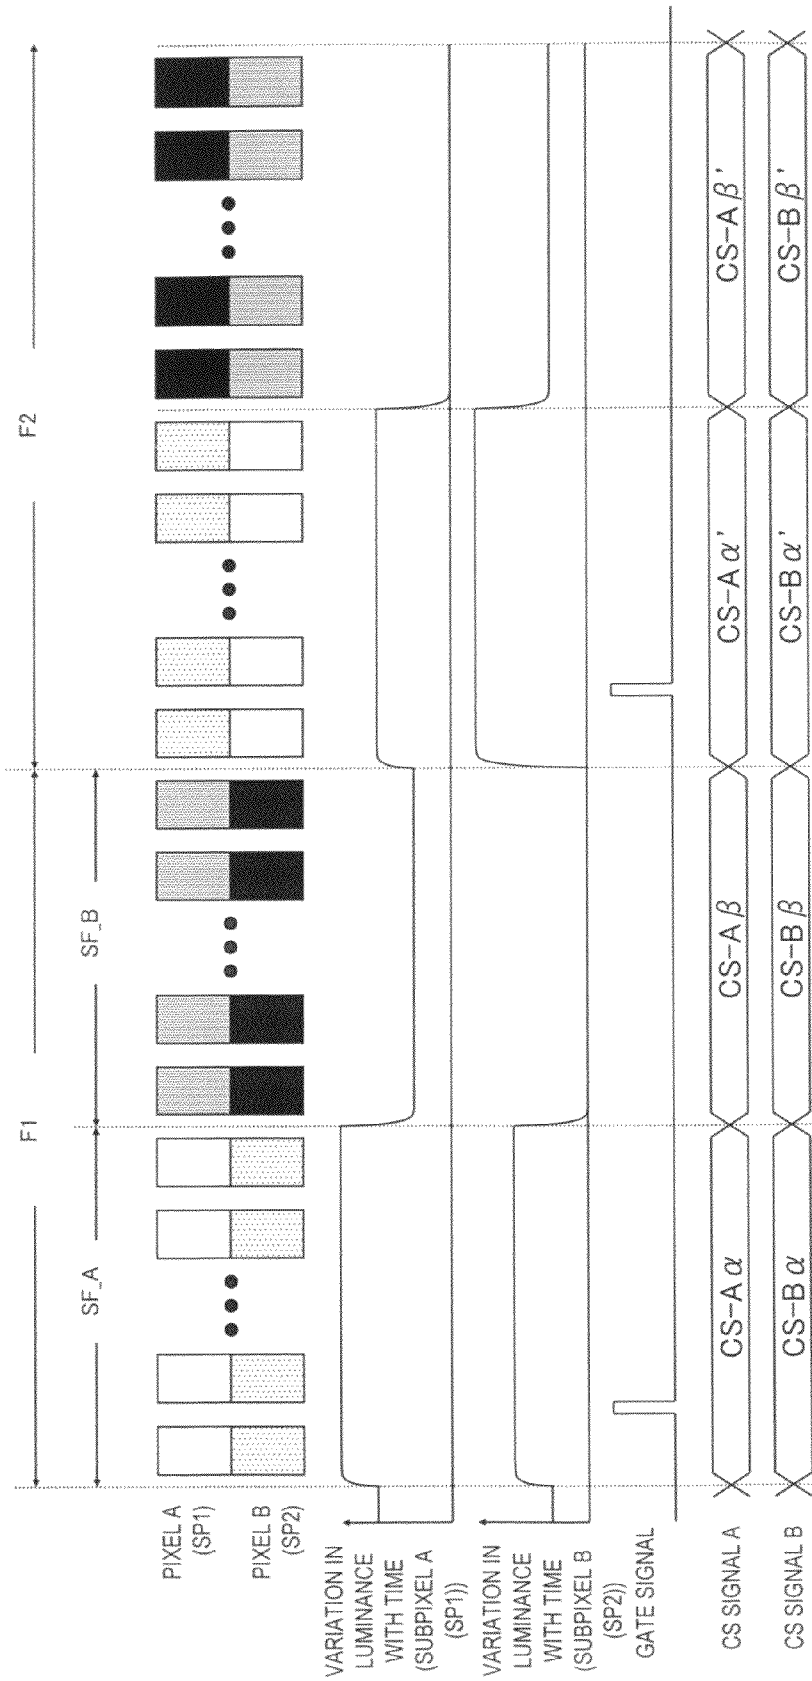 F1
F2
SF_A
SF_B
PIXEL A
(SP1)
PIXEL B
(SP2)
VARIATION IN
LUMINANCE
WITH TIME
(SUBPIXEL A
(SP1))
VARIATION IN
LUMINANCE
WITH TIME
(SUBPIXEL B
(SP2))
GATE SIGNAL
CS SIGNAL A
CS-Aα
CS-Aβ
CS-Aα'
CS-Aβ'
CS SIGNAL B
CS-Bα
CS-Bβ
CS-Bα'
CS-Bβ'